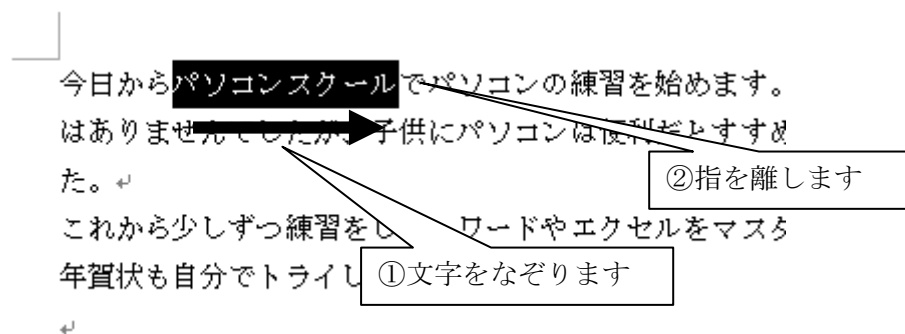 今日からパソコンスクールでパソコンの練習を始めます。
はありませんでしたが、子供にパソコンは便利だとすすめ
た。
②指を離します
これから少しずつ練習をし ワードやエクセルをマスタ
年賀状も自分でトライし
①文字をなぞります